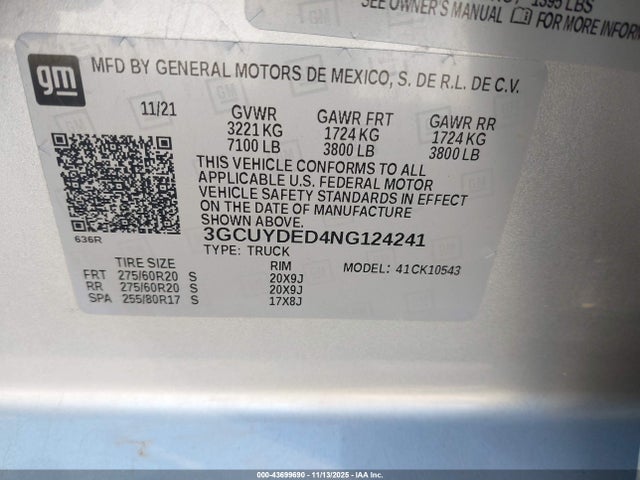 1395 LBS
SEE OWNER'S MANUAL FOR MORE INFORM
gm
MFD BY GENERAL MOTORS DE MEXICO, S. DE R.L. DE C.V.
11/21 GVWR GAWR FRT GAWR RR
3221 KG 1724 KG 1724 KG
7100 LB 3800 LB 3800 LB
THIS VEHICLE CONFORMS TO ALL
APPLICABLE U.S. FEDERAL MOTOR
VEHICLE SAFETY STANDARDS IN EFFECT
ON THE DATE OF MANUFACTURE
SHOWN ABOVE.
636R
3GCUYDED4NG124241
TYPE: TRUCK
TIRE SIZE RIM MODEL: 41CK10543
FRT 275/60R20 S 20X9J
RR 275/60R20 S 20X9J
SPA 255/80R17 S 17X8J
000-43699690 - 11/13/2025 - IAA Inc.